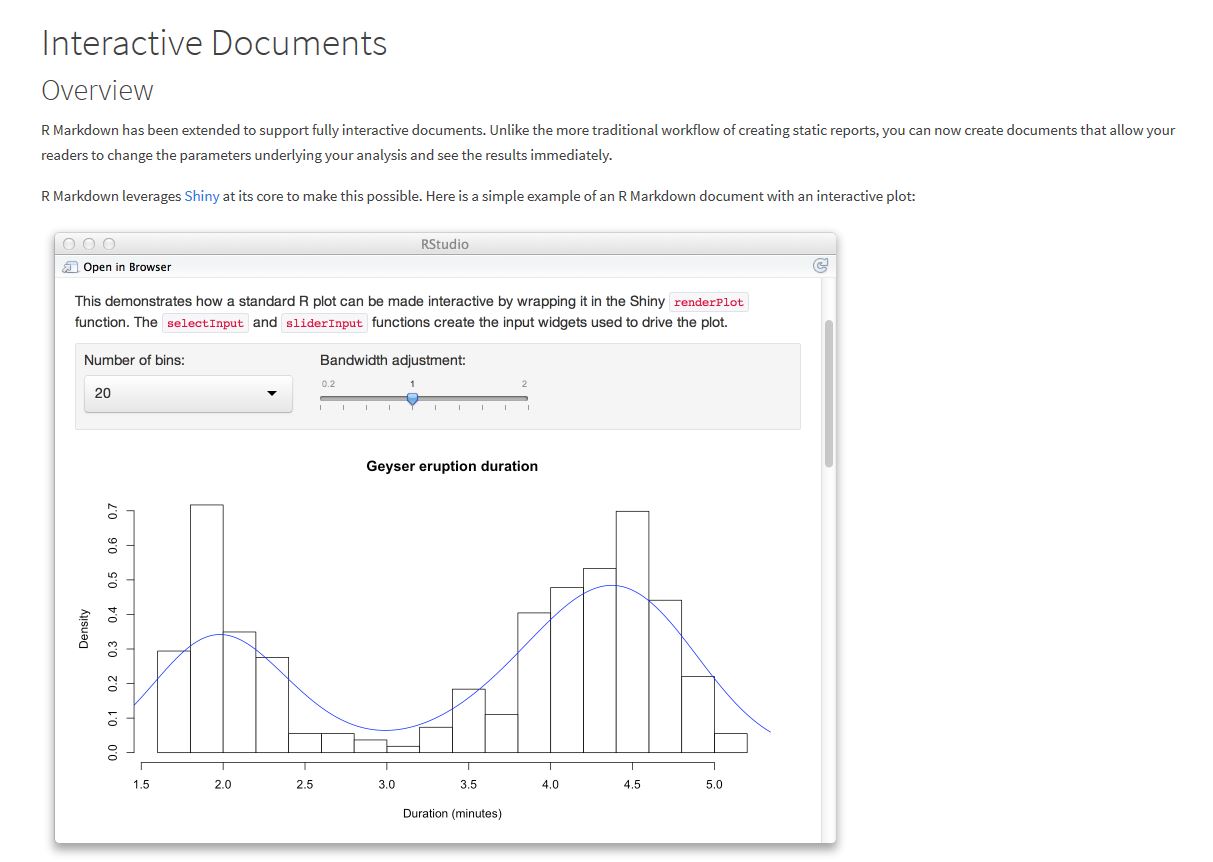 Interactive Documents
Overview
R Markdown has been extended to support fully interactive documents. Unlike the more traditional workflow of creating static reports, you can now create documents that allow your
readers to change the parameters underlying your analysis and see the results immediately.
R Markdown leverages Shiny at its core to make this possible. Here is a simple example of an R Markdown document with an interactive plot:
RStudio
Open in Browser
This demonstrates how a standard R plot can be made interactive by wrapping it in the Shiny renderPlot
function. The selectInput and sliderInput functions create the input widgets used to drive the plot.
Number of bins: Bandwidth adjustment:
0.2 1 2
20
Geyser eruption duration
0.7
0.6
0.5
0.4
0.3
0.2
0.1
0.0
Density
1.5 2.0 2.5 3.0 3.5 4.0 4.5 5.0
Duration (minutes)